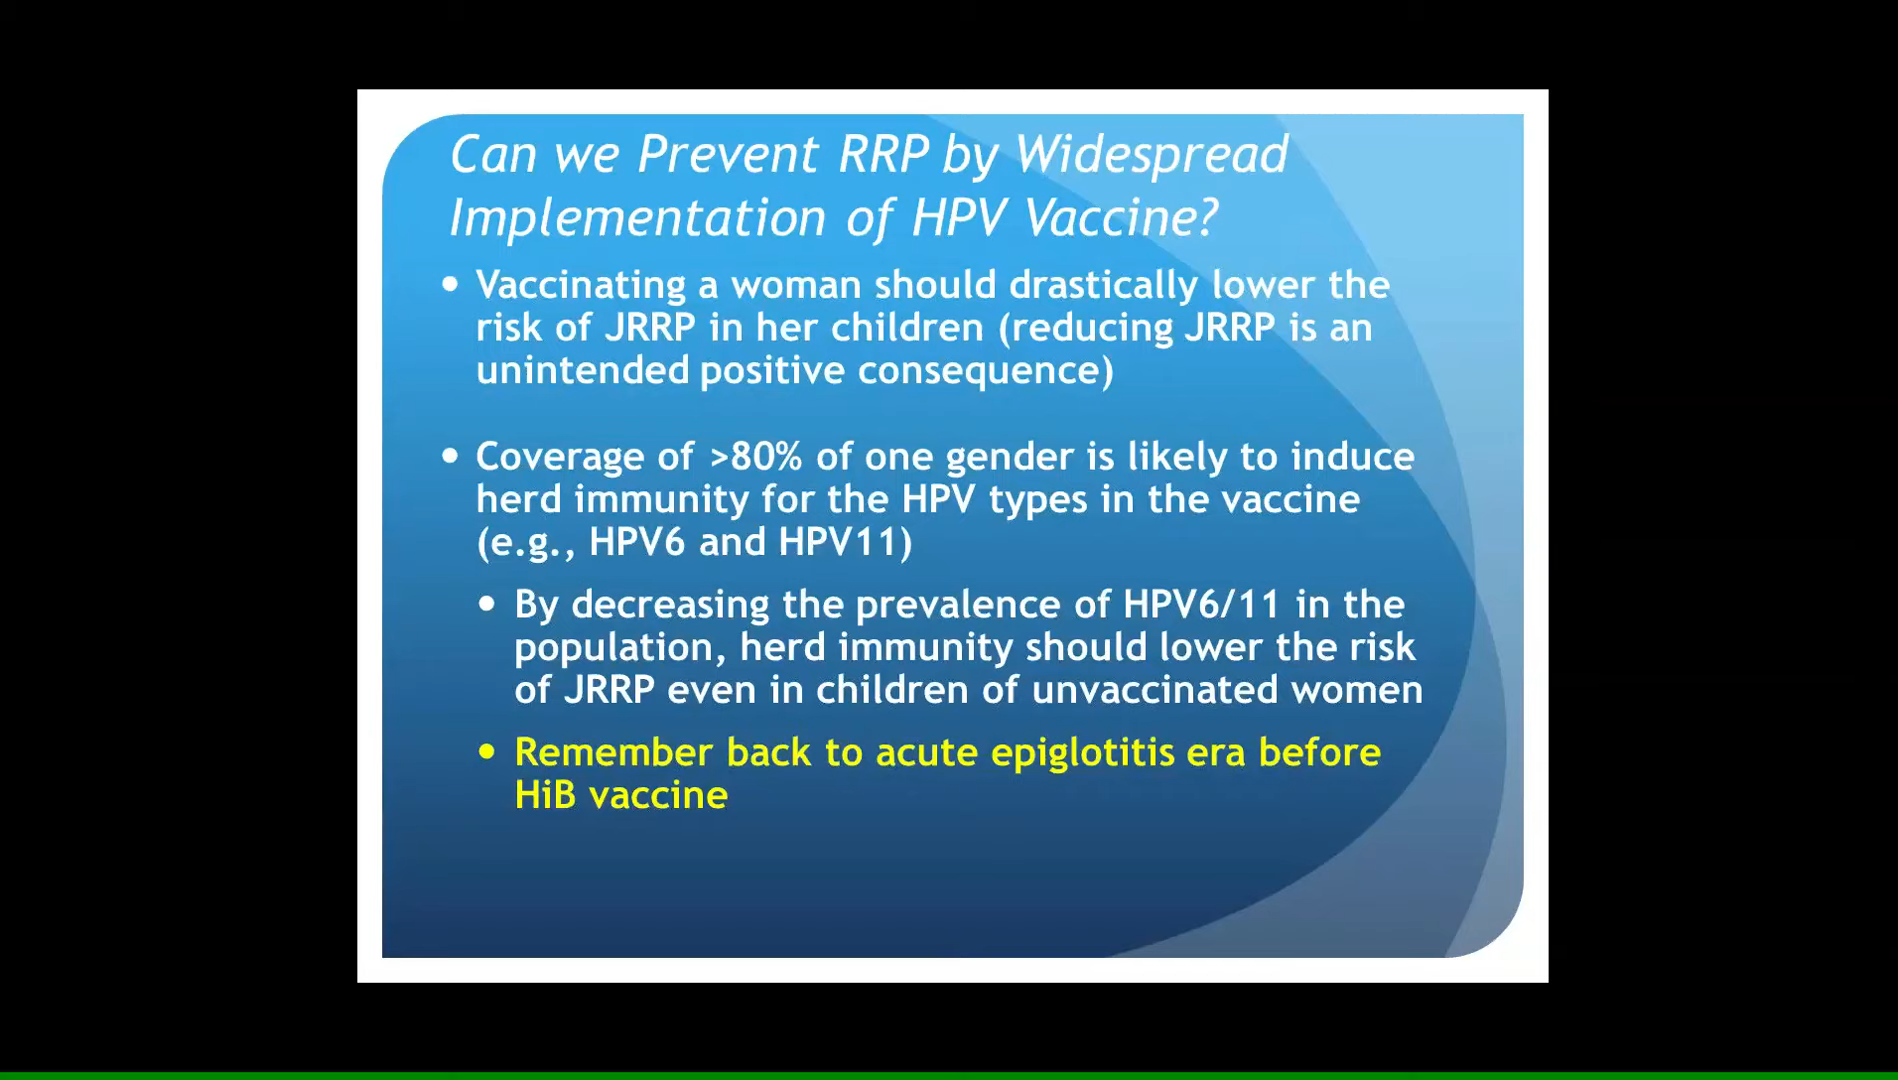 Can we Prevent RRP by Widespread
Implementation of HPV Vaccine?
• Vaccinating a woman should drastically lower the
risk of JRRP in her children (reducing JRRP is an
unintended positive consequence)
• Coverage of >80% of one gender is likely to induce
herd immunity for the HPV types in the vaccine
(e.g., HPV6 and HPV11)
• By decreasing the prevalence of HPV6/11 in the
population, herd immunity should lower the risk
of JRRP even in children of unvaccinated women
• Remember back to acute epiglotitis era before
HiB vaccine